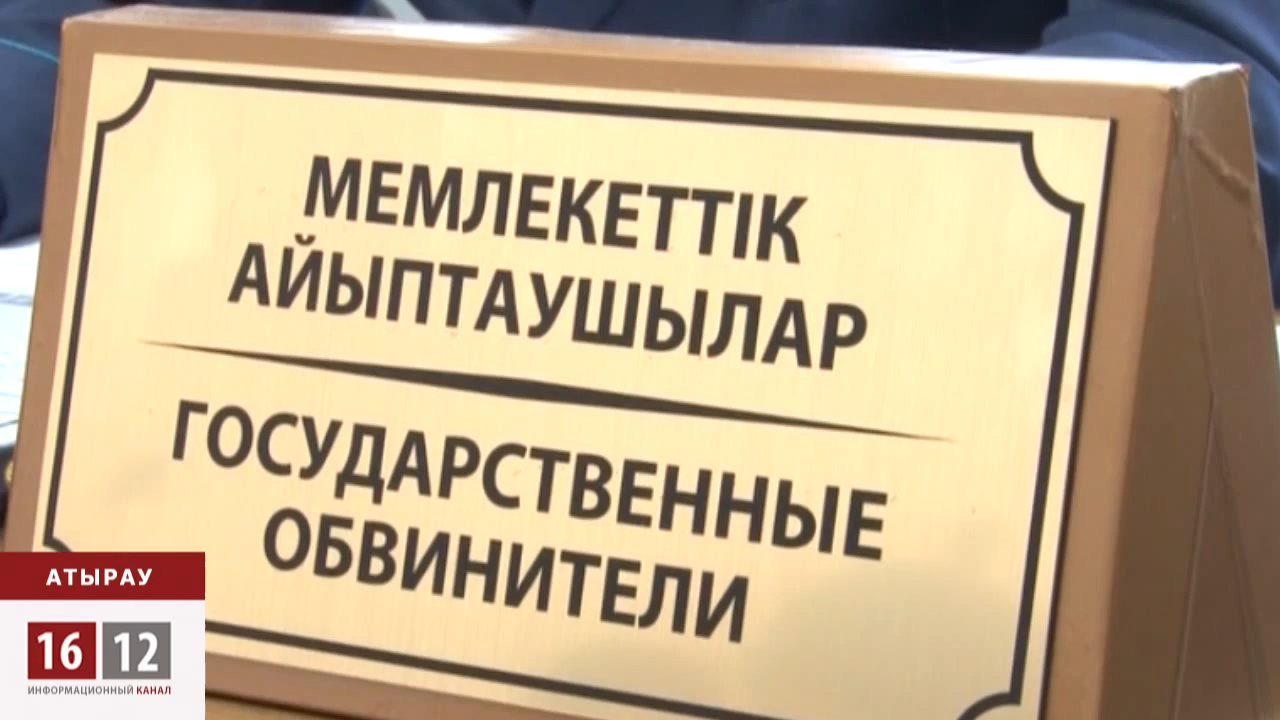 МЕМЛЕКЕТТІК
АЙЫПТАУШЫЛАР
ГОСУДАРСТВЕННЫЕ
ОБВИНИТЕЛИ
АТЫРАУ
16 12
ИНФОРМАЦИОННЫЙ КАНАЛ